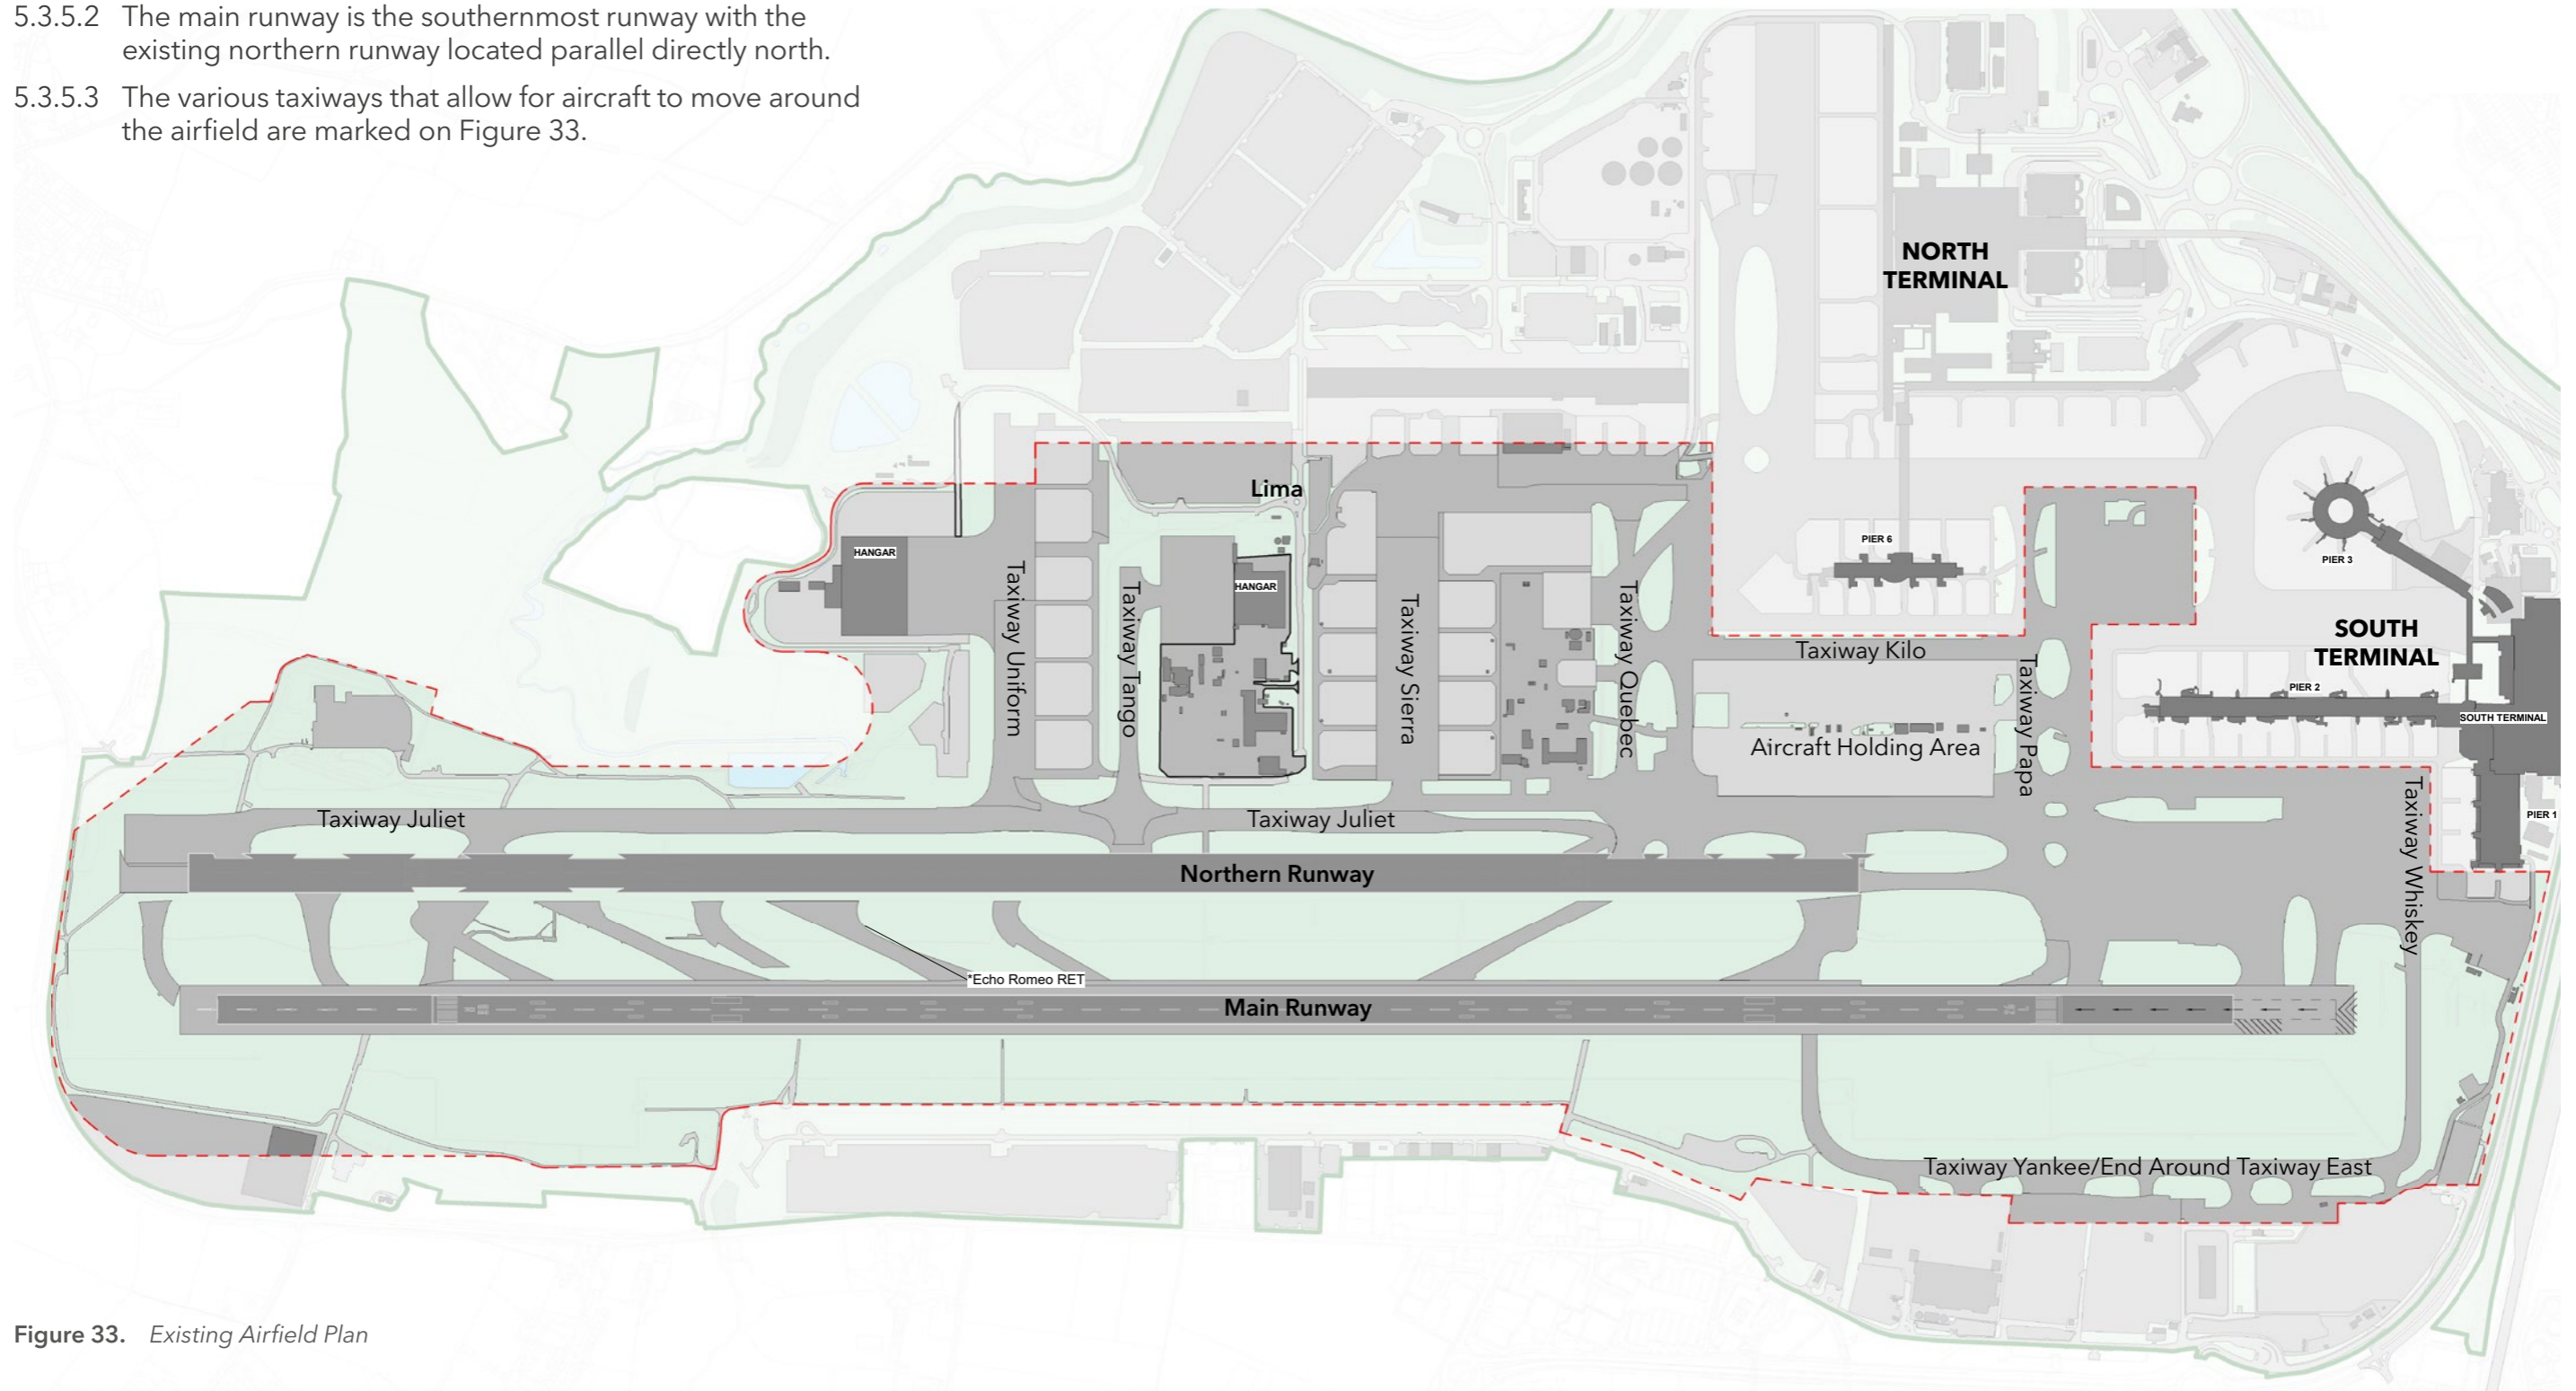 5.3.5.2 The main runway is the southernmost runway with the
existing northern runway located parallel directly north.
5.3.5.3 The various taxiways that allow for aircraft to move around
the airfield are marked on Figure 33.
NORTH
TERMINAL
Lima
HANGAR
HANGAR
PIER 6
PIER 3
SOUTH
TERMINAL
PIER 2
SOUTH TERMINAL
PIER 1
Taxiway Uniform
Taxiway Tango
Taxiway Sierra
Taxiway Quebec
Taxiway Kilo
Aircraft Holding Area
Taxiway Papa
Taxiway Whiskey
Taxiway Juliet
Taxiway Juliet
Northern Runway
*Echo Romeo RET
Main Runway
Taxiway Yankee/End Around Taxiway East
Figure 33. Existing Airfield Plan